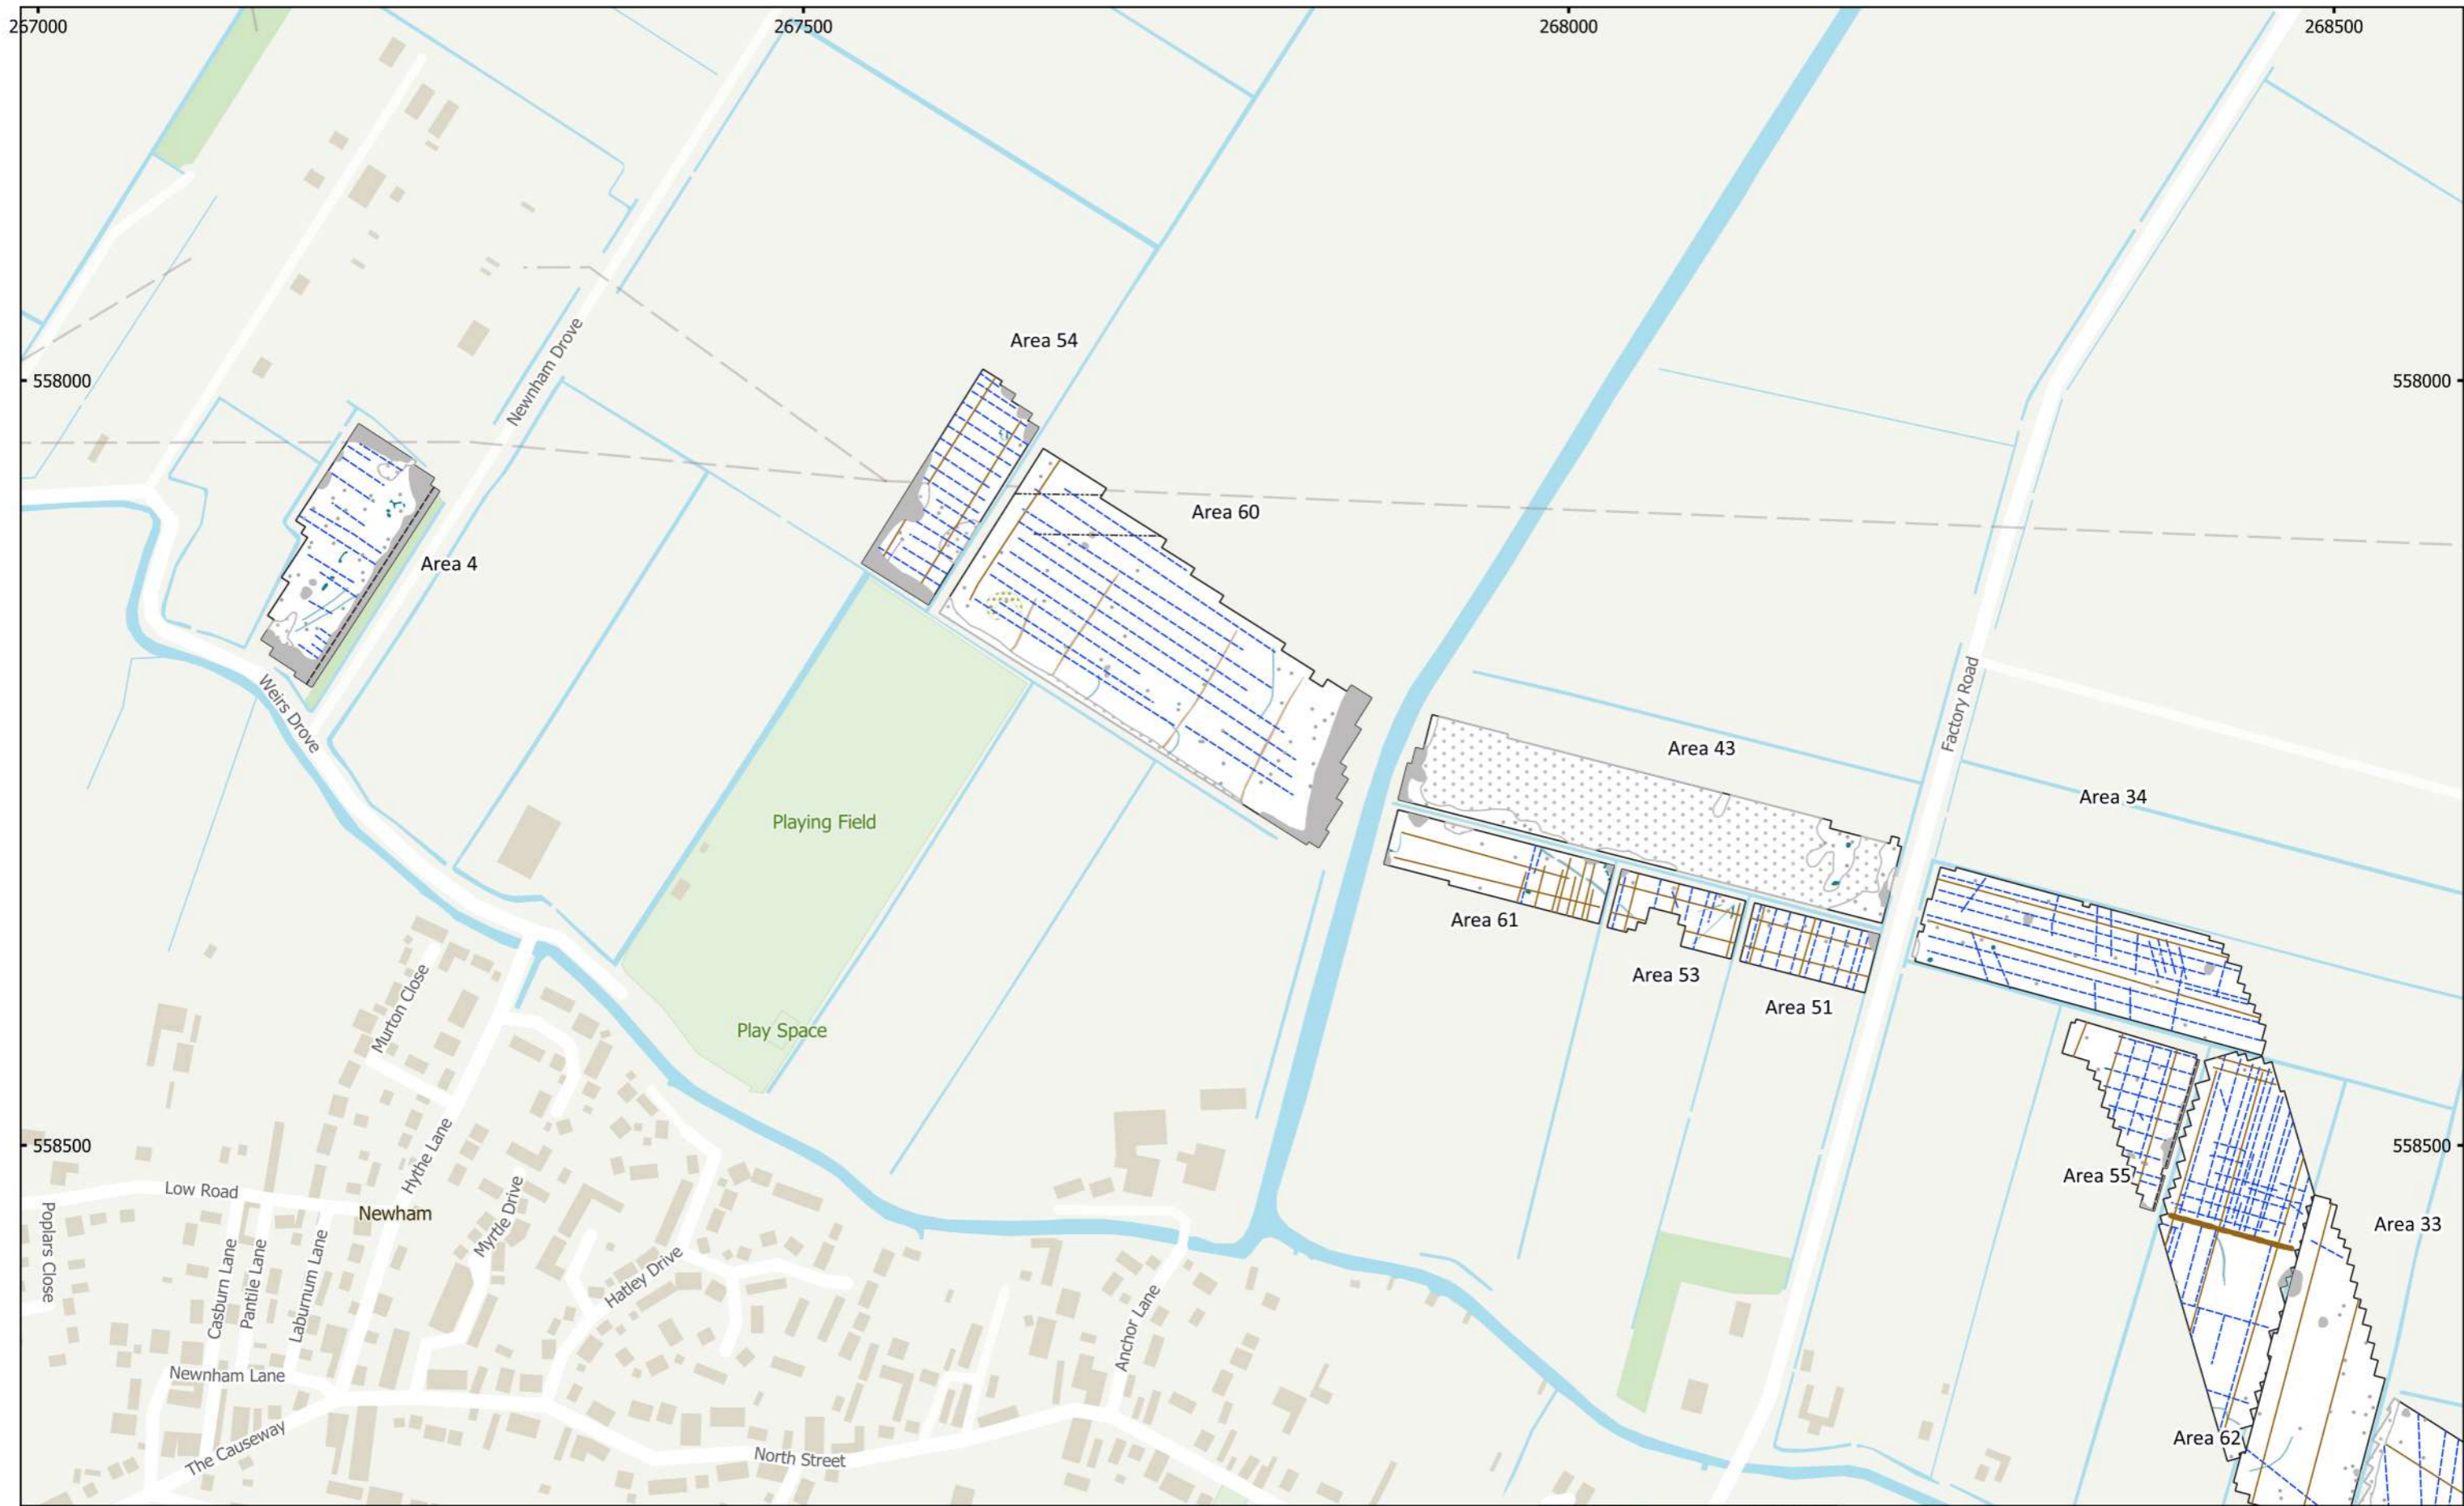 267000
267500
268000
268500
Area 54
Newnham Drove
558000
558000
Area 60
Area 4
Weirs Drove
Factory Road
Area 43
Area 34
Playing Field
Area 61
Area 53
Area 51
Murton Close
Play Space
Hythe Lane
558500
558500
Area 55
Low Road
Newham
Myrtle Drive
Area 33
Poplars Close
Casburn Lane
Pantile Lane
Laburnum Lane
Hatley Drive
Anchor Lane
Newnham Lane
The Causeway
North Street
Area 62